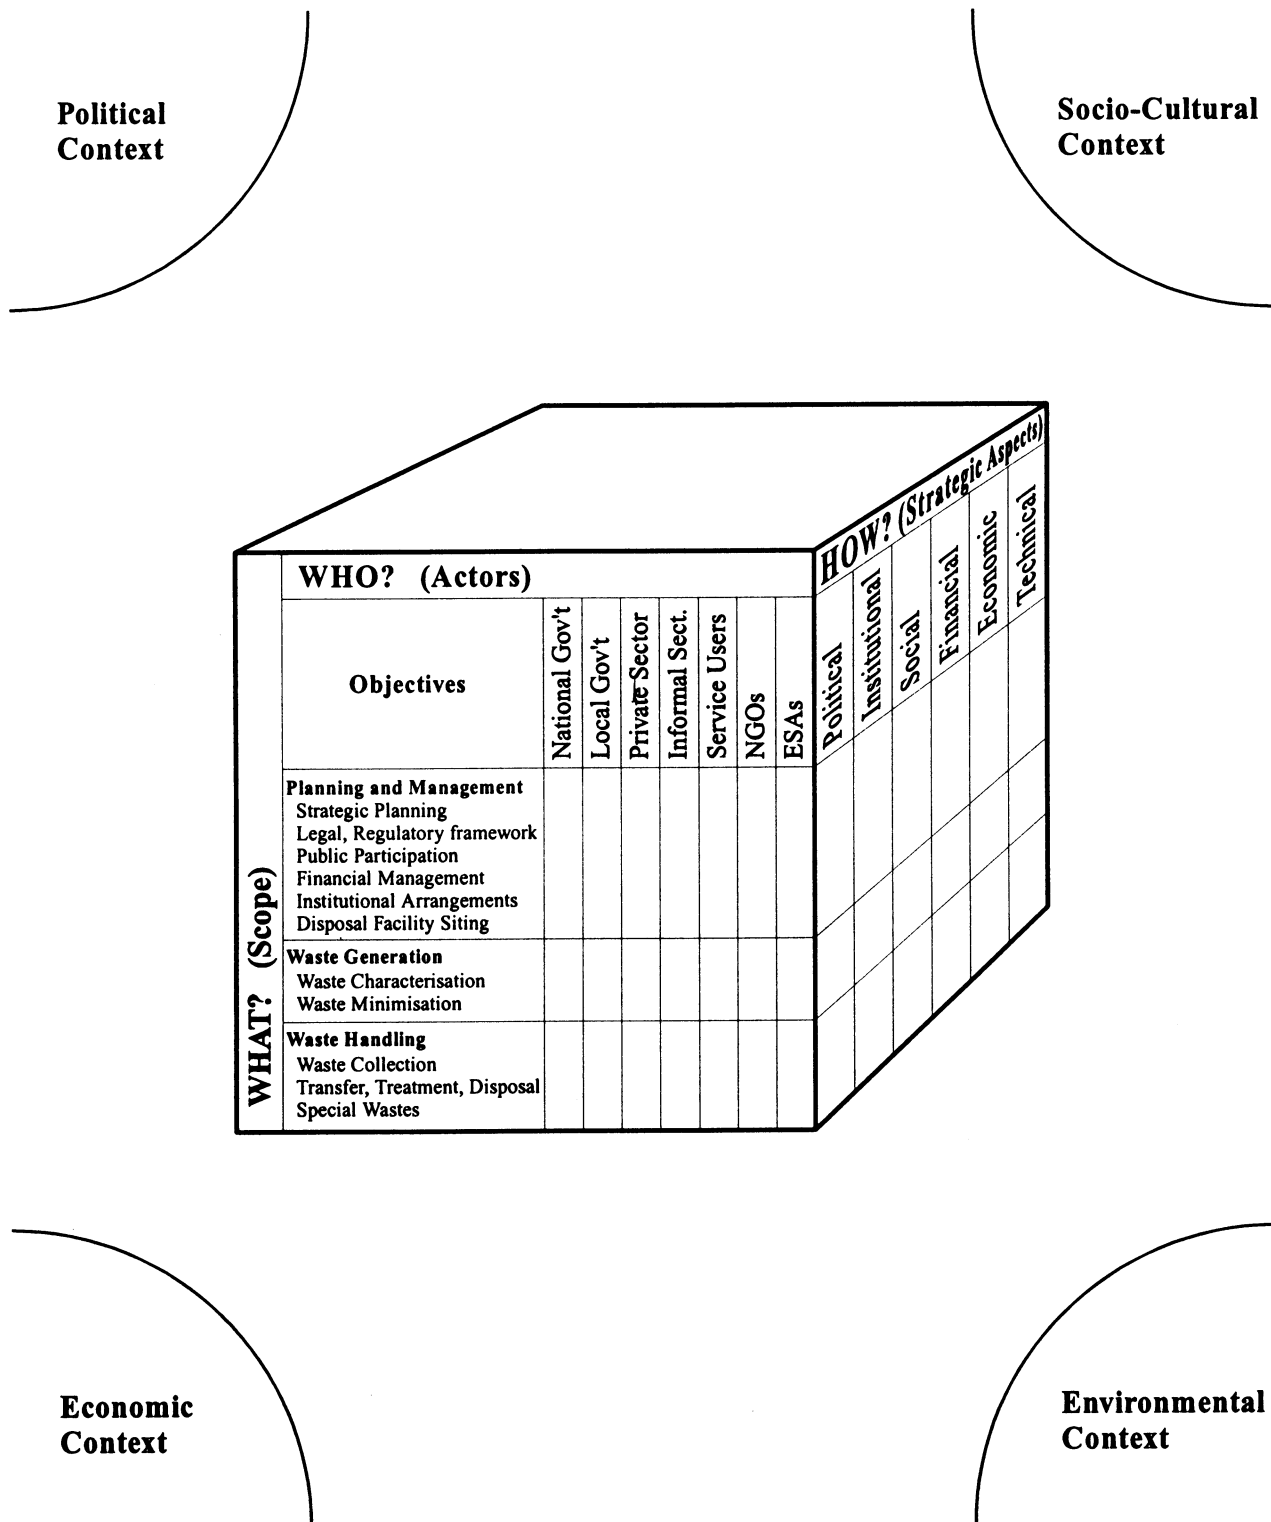 Political
Context
Socio-Cultural
Context
HOW? (Strategic Aspects)
WHO? (Actors)
Objectives
National Gov't
Local Gov't
Private Sector
Informal Sect.
Service Users
NGOs
ESAs
Political
Institutional
Social
Financial
Economic
Technical
WHAT? (Scope)
Planning and Management
Strategic Planning
Legal, Regulatory framework
Public Participation
Financial Management
Institutional Arrangements
Disposal Facility Siting
Waste Generation
Waste Characterisation
Waste Minimisation
Waste Handling
Waste Collection
Transfer, Treatment, Disposal
Special Wastes
Economic
Context
Environmental
Context